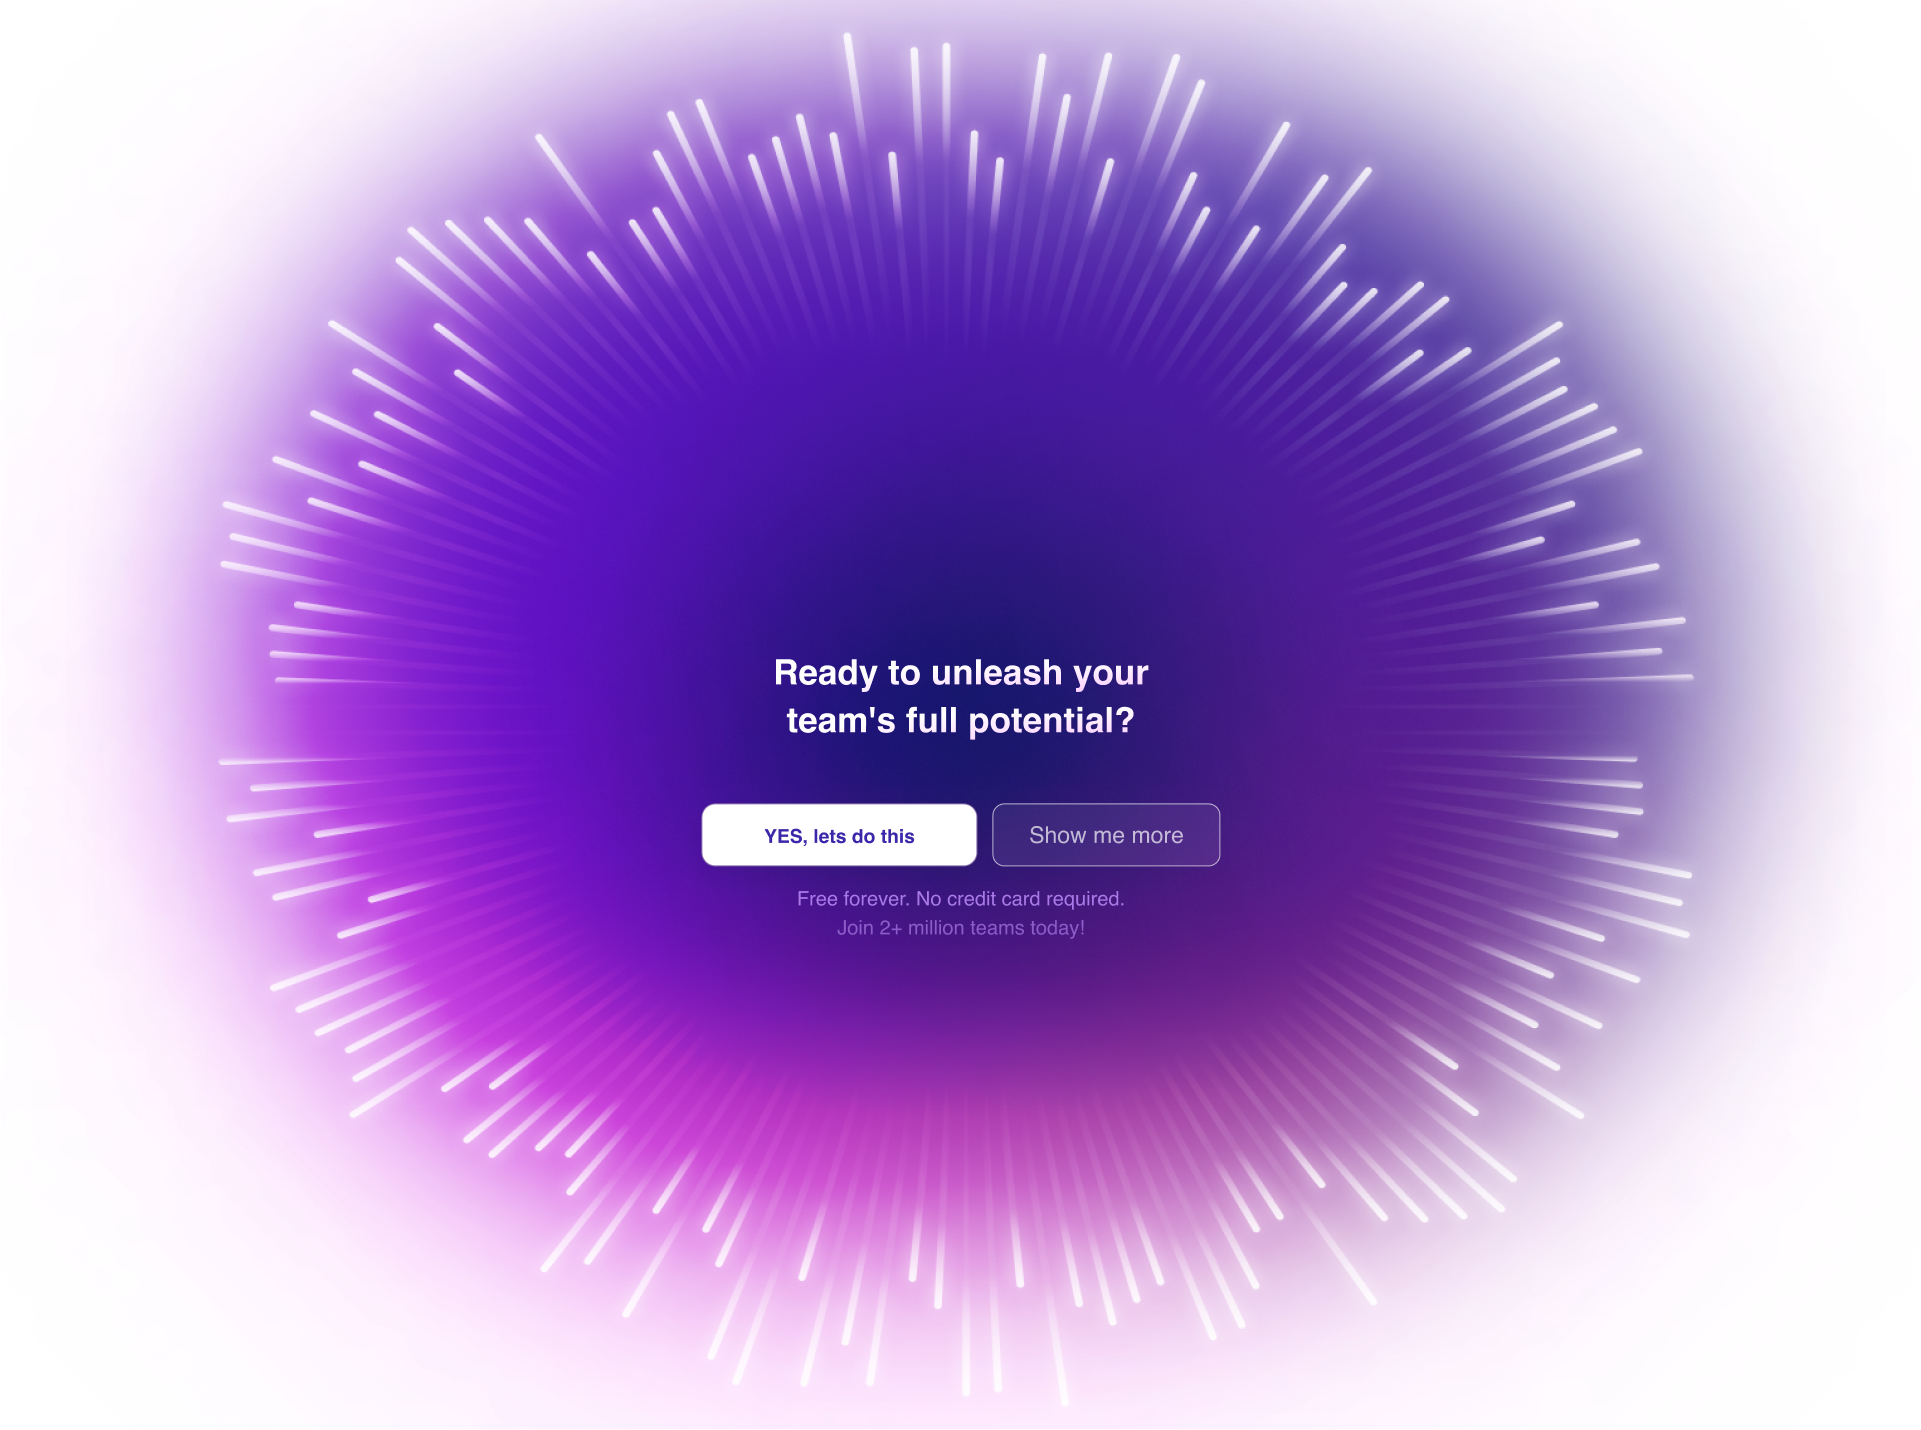 Ready to unleash your
team's full potential?
YES, lets do this
Show me more
Free forever. No credit card required.
Join 2+ million teams today!